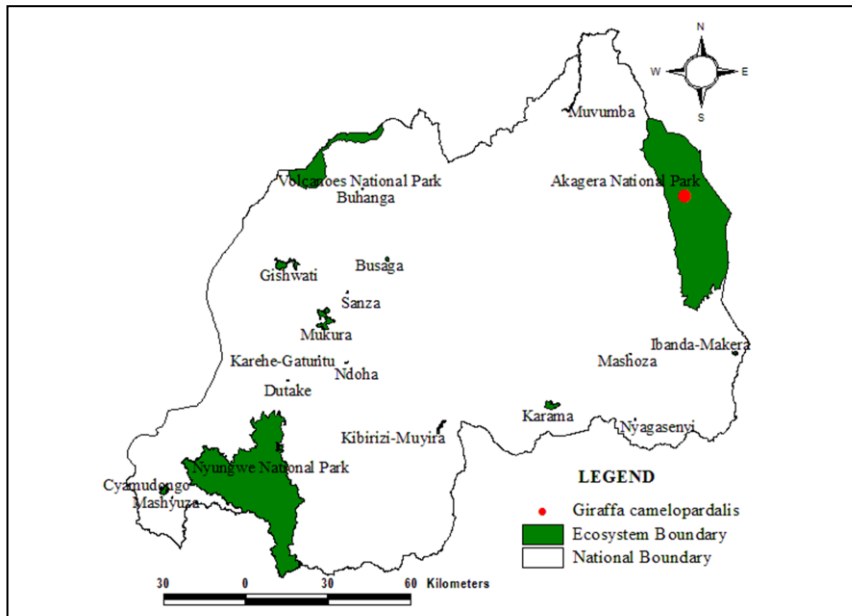 N
W E
S
Muvumba
Volcanoes National Park
Akagera National Park
Buhanga
Gishwati
Busaga
Sanza
Mukura
Ibanda-Makera
Karehe-Gaturitu
Mashoza
Ndoha
Dutake
Karama
Nyagasenyi
Kibirizi-Muyira
Nyungwe National Park
Cyamudongo
Mashyuza
LEGEND
Giraffa camelopardalis
Ecosystem Boundary
National Boundary
30 0 30 60 Kilometers